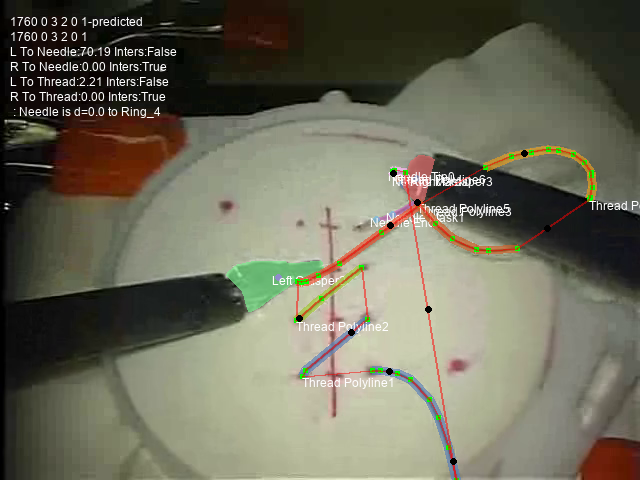 1760 0 3 2 0 1-predicted
1760 0 3 2 0 1
L To Needle:70.19 Inters:False
R To Needle:0.00 Inters:True
L To Thread:2.21 Inters:False
R To Thread:0.00 Inters:True
: Needle is d=0.0 to Ring_4
Thread Polyline5
Thread Polyline3
Thread Po
Left Grasper
Thread Polyline2
Thread Polyline1